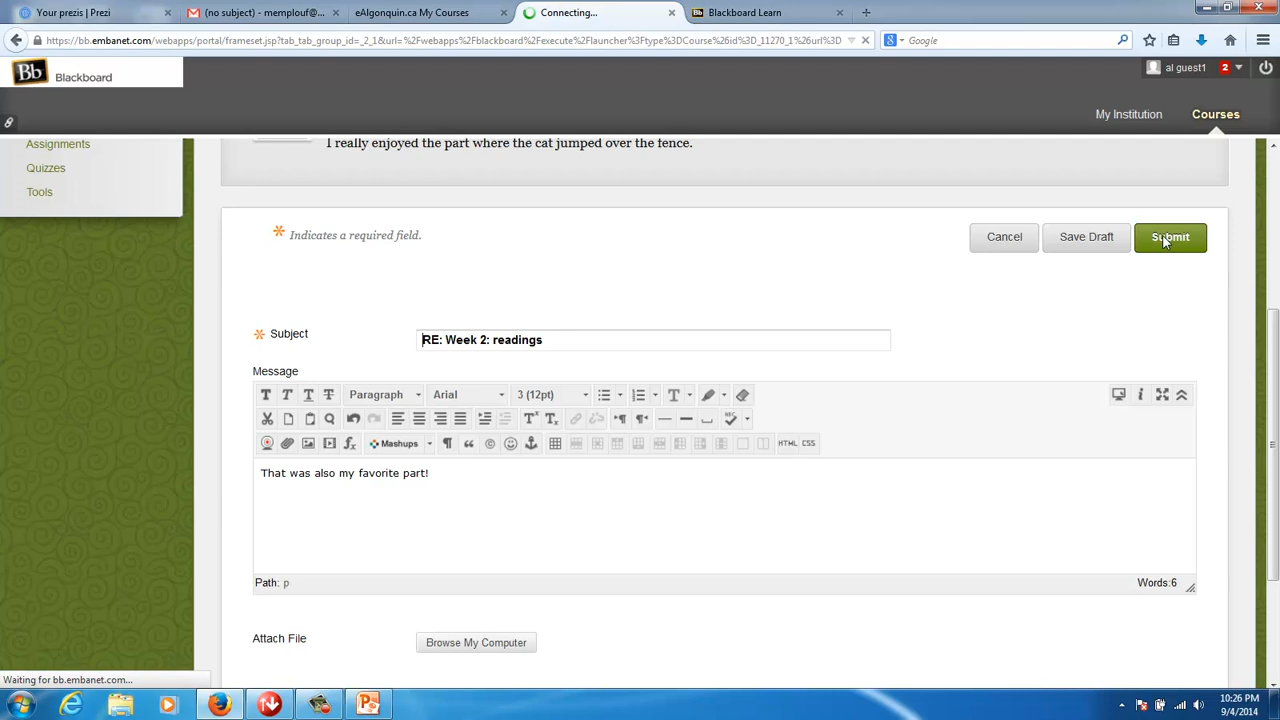 Your prezis | Prezi
(no subject) - memplouf@...
eAlgonquin.ca My Courses
Connecting...
Blackboard Learn
https://bb.embanet.com/webapps/portal/frameset.jsp?tab_tab_group_id=_2_1&url=%2Fwebapps%2Fblackboard%2Fexecute%2Flauncher%3Ftype%3DCourse%26id%3D_11270_1%26url%3D
Google
Bb Blackboard
al guest1 2
My Institution
Courses
Assignments
Quizzes
Tools
I really enjoyed the part where the cat jumped over the fence.
Indicates a required field.
Cancel
Save Draft
Submit
Subject
RE: Week 2: readings
Message
T T T T Paragraph Arial 3 (12pt) T
Mashups
HTML CSS
That was also my favorite part!
Path: p
Words:6
Attach File
Browse My Computer
Waiting for bb.embanet.com...
10:26 PM
9/4/2014